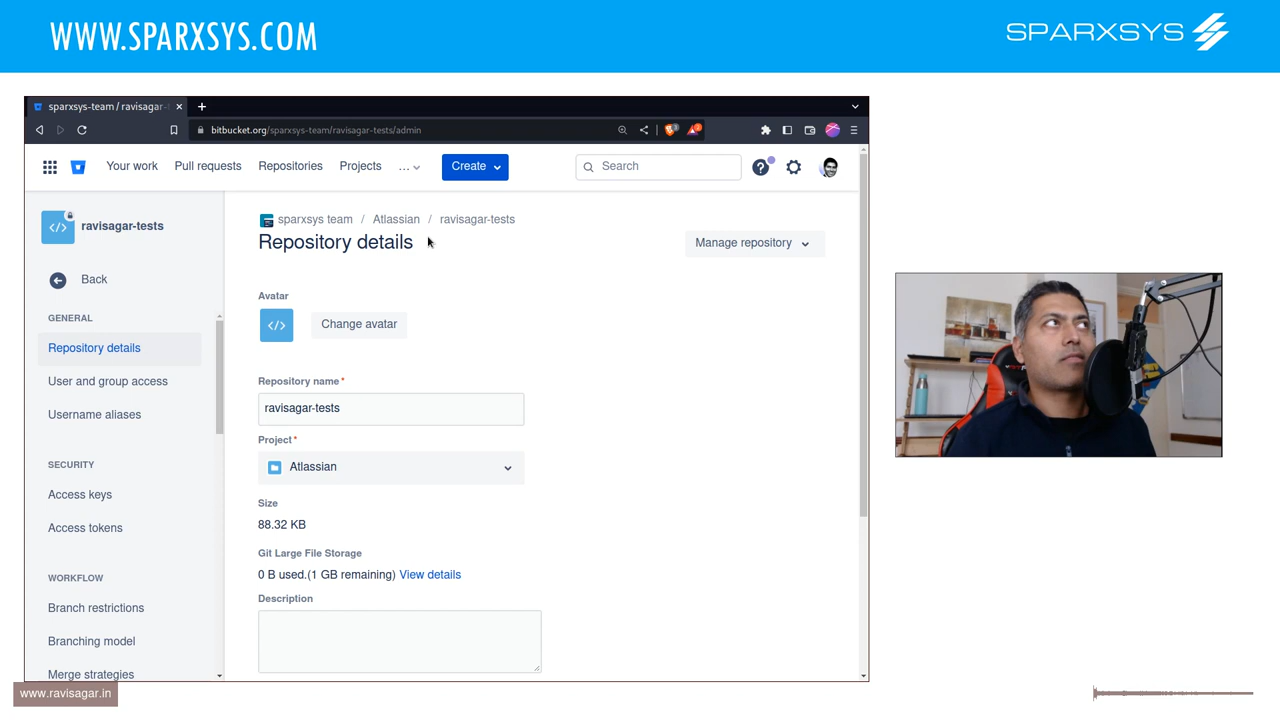 WWW.SPARXSYS.COM
SPARXSYS
sparxsys-team / ravisagar-
bitbucket.org/sparxsys-team/ravisagar-tests/admin
Your work Pull requests Repositories Projects ... Create Search
ravisagar-tests
Back
GENERAL
Repository details
User and group access
Username aliases
SECURITY
Access keys
Access tokens
WORKFLOW
Branch restrictions
Branching model
Merge strategies
sparxsys team / Atlassian / ravisagar-tests
Repository details
Manage repository
Avatar
Change avatar
Repository name *
ravisagar-tests
Project *
Atlassian
Size
88.32 KB
Git Large File Storage
0 B used.(1 GB remaining) View details
Description
www.ravisagar.in